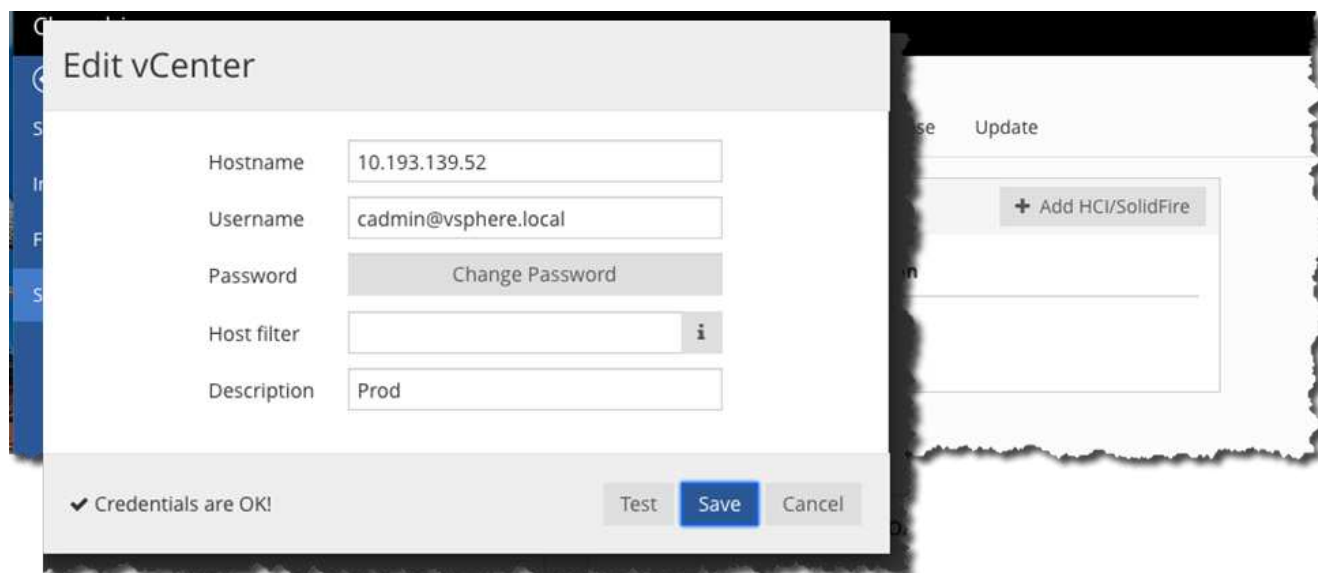 Edit vCenter
Hostname 10.193.139.52
Username cadmin@vsphere.local
Password Change Password
Host filter i
Description Prod
✔ Credentials are OK! Test Save Cancel
Update
+ Add HCI/SolidFire